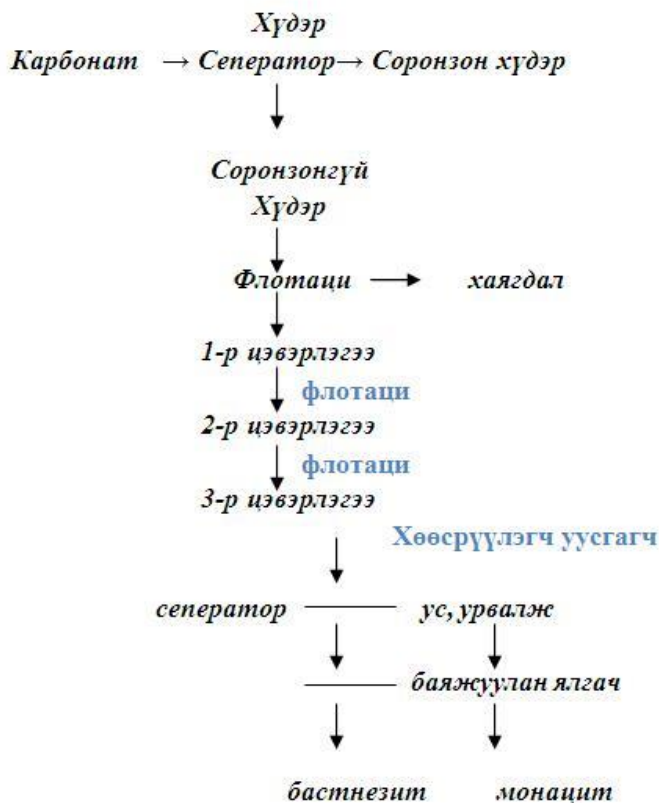 Хүдэр
Карбонат → Сеператор → Соронзон хүдэр
Соронзонгүй
Хүдэр
Флотаци хаягдал
1-р цэвэрлэгээ
флотаци
2-р цэвэрлэгээ
флотаци
3-р цэвэрлэгээ
Хөөсрүүлэгч уусгагч
сеператор ус, урвалж
баяжуулан ялгач
бастнезит монацит